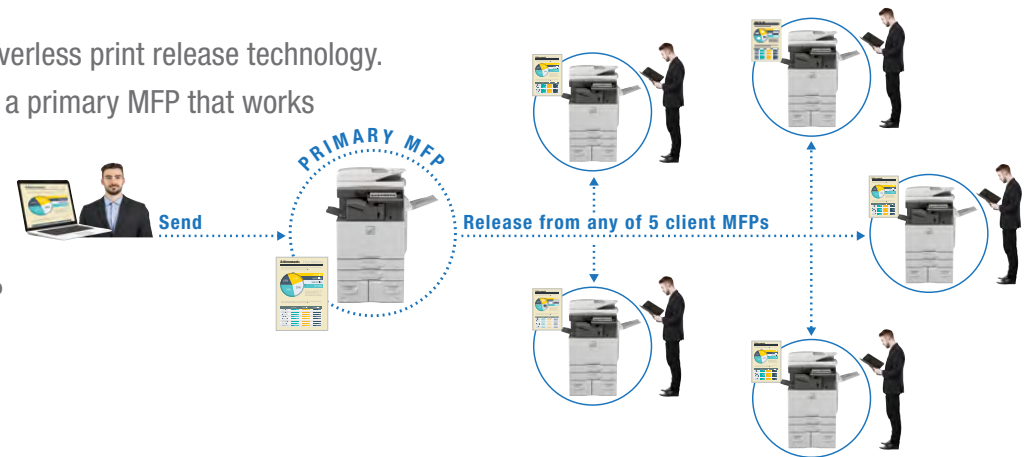 verless print release technology.
a primary MFP that works
PRIMARY MFP
Send
Release from any of 5 client MFPs